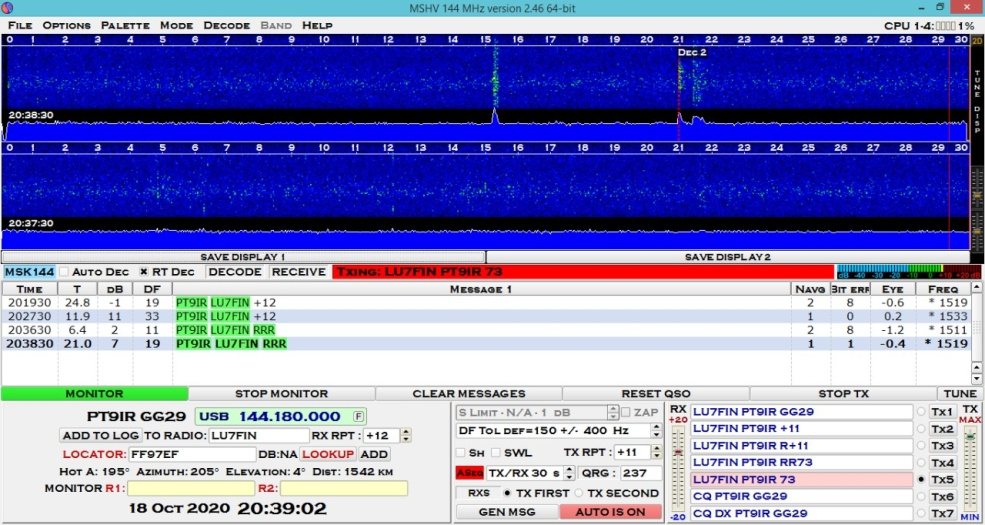 MSHV 144 MHz version 2.46 64-bit
File Options Palette Mode Decode Band Help CPU 1-4: 1%
0 1 2 3 4 5 6 7 8 9 10 11 12 13 14 15 16 17 18 19 20 21 22 23 24 25 26 27 28 29 30 2D
Dec 2
TUNE DISP
20:38:30
0 1 2 3 4 5 6 7 8 9 10 11 12 13 14 15 16 17 18 19 20 21 22 23 24 25 26 27 28 29 30
20:37:30
Save Display 1 Save Display 2
MSK144 Auto Dec RT Dec Decode Receive Txing: LU7FIN PT9IR 73 dB -40 -30 -20 -10 0 +10 +20
Time T dB DF Message 1 Navg Bit Err Eye Freq
201930 24.8 -1 19 PT9IR LU7FIN +12 2 8 -0.6 * 1519
202730 11.9 11 33 PT9IR LU7FIN +12 1 0 0.2 * 1533
203630 6.4 2 11 PT9IR LU7FIN RRR 2 8 -1.2 * 1511
203830 21.0 7 19 PT9IR LU7FIN RRR 1 1 -0.4 * 1519
Monitor Stop Monitor Clear Messages Reset QSO Stop TX Tune
PT9IR GG29 USB 144.180.000 F
Add To Log To Radio: LU7FIN RX RPT: +12
Locator: FF97EF dB:NA Lookup Add
Hot A: 195° Azimuth: 205° Elevation: 4° Dist: 1542 km
Monitor R1: R2:
18 Oct 2020 20:39:02
S Limit - N/A - 1 dB ZAP
DF Tol def=150 +/- 400 Hz
Sh SWL TX RPT: +11
ASeq TX/RX 30 s QRG: 237
RXS TX First TX Second
Gen Msg Auto is On
RX +20 -20
LU7FIN PT9IR GG29 Tx1
LU7FIN PT9IR +11 Tx2
LU7FIN PT9IR R+11 Tx3
LU7FIN PT9IR RR73 Tx4
LU7FIN PT9IR 73 Tx5
CQ PT9IR GG29 Tx6
CQ DX PT9IR GG29 Tx7
TX MAX MIN